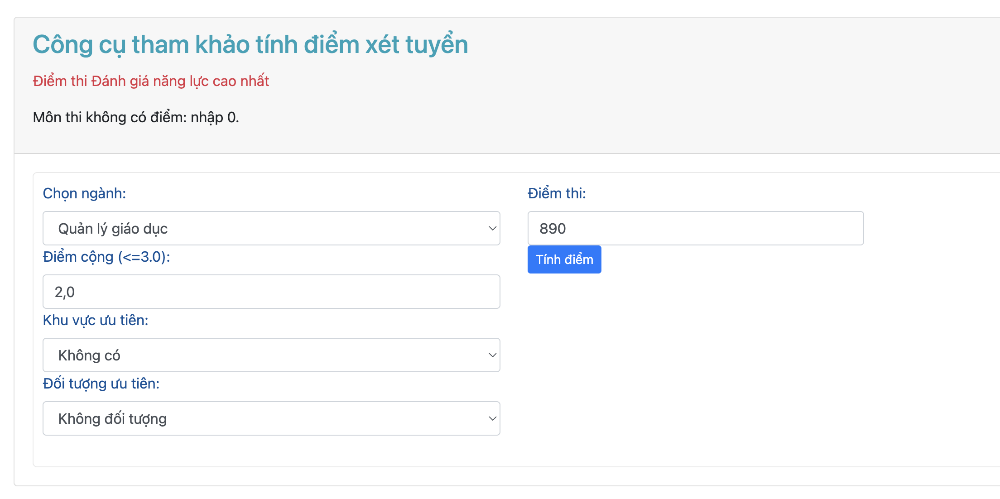 Công cụ tham khảo tính điểm xét tuyển
Điểm thi Đánh giá năng lực cao nhất
Môn thi không có điểm: nhập 0.
Chọn ngành:
Quản lý giáo dục
Điểm cộng (<=3.0):
2,0
Khu vực ưu tiên:
Không có
Đối tượng ưu tiên:
Không đối tượng
Điểm thi:
890
Tính điểm